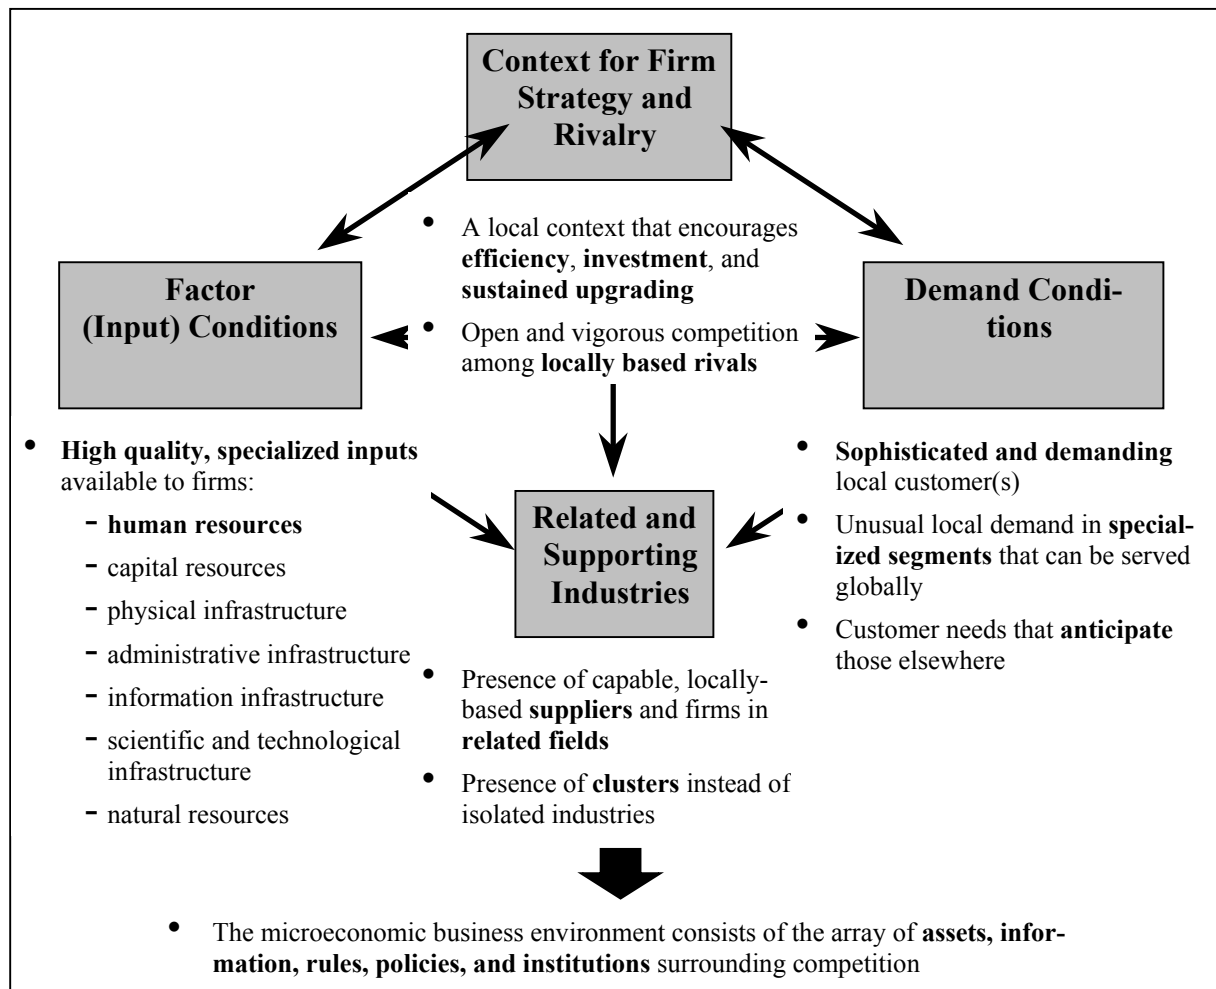 Context for Firm
Strategy and
Rivalry
• A local context that encourages
efficiency, investment, and
sustained upgrading
• Open and vigorous competition
among locally based rivals
Factor
(Input) Conditions
• High quality, specialized inputs
available to firms:
- human resources
- capital resources
- physical infrastructure
- administrative infrastructure
- information infrastructure
- scientific and technological
infrastructure
- natural resources
Demand Condi-
tions
• Sophisticated and demanding
local customer(s)
• Unusual local demand in special-
ized segments that can be served
globally
• Customer needs that anticipate
those elsewhere
Related and
Supporting
Industries
• Presence of capable, locally-
based suppliers and firms in
related fields
• Presence of clusters instead of
isolated industries
• The microeconomic business environment consists of the array of assets, infor-
mation, rules, policies, and institutions surrounding competition